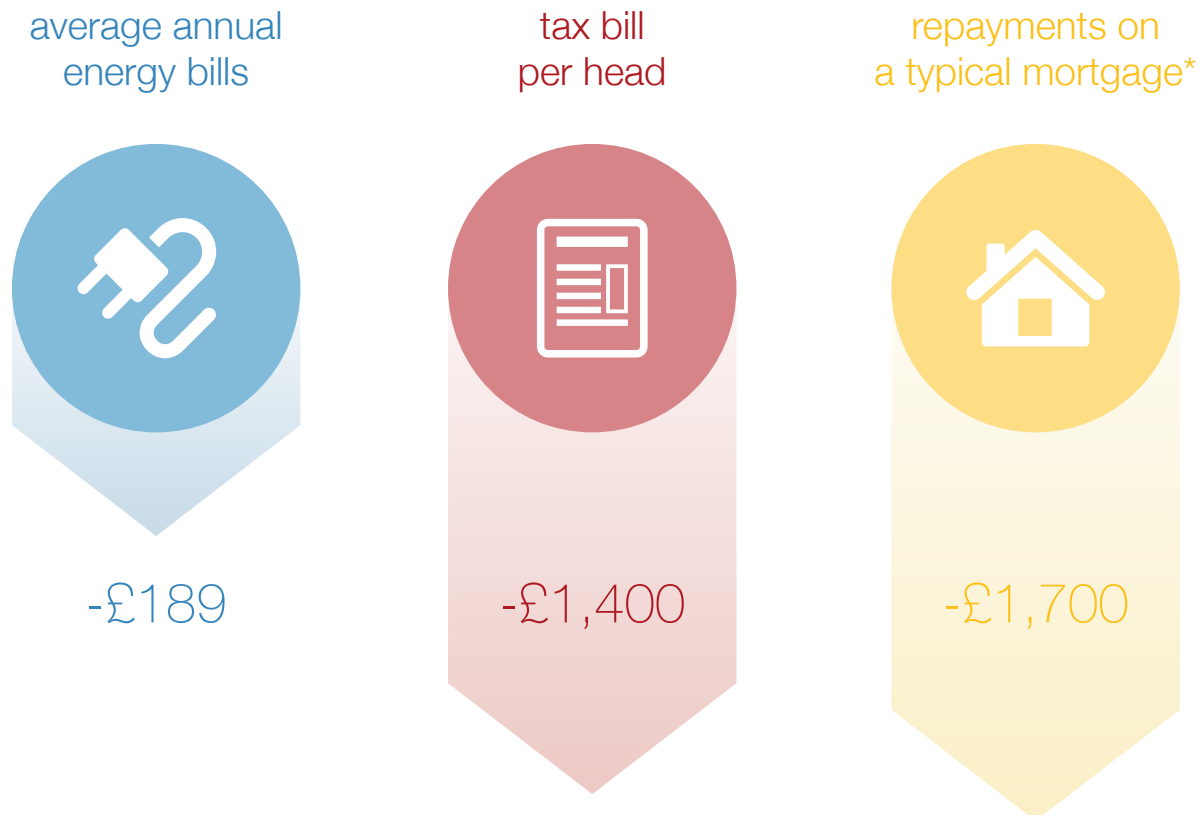 average annual
energy bills
-£189
tax bill
per head
-£1,400
repayments on
a typical mortgage*
-£1,700